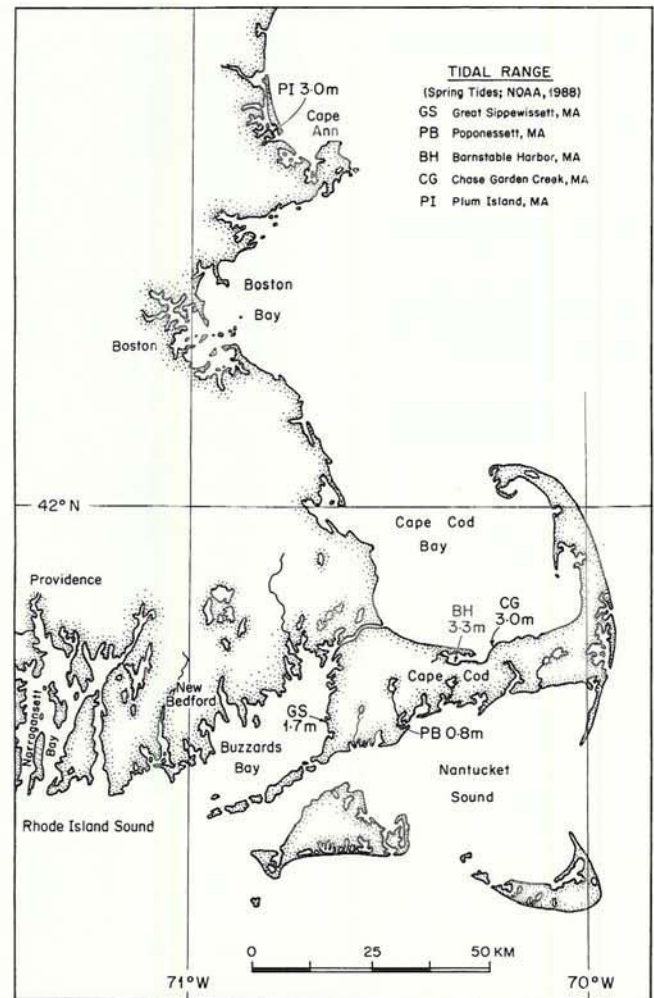 TIDAL RANGE
(Spring Tides; NOAA, 1988)
GS Great Sippewissett, MA
PB Poponessett, MA
BH Barnstable Harbor, MA
CG Chase Garden Creek, MA
PI Plum Island, MA
PI 3·0m
Cape
Ann
Boston
Bay
Boston
42°N
Cape Cod
Bay
Providence
BH
3·3m
CG
3·0m
Narragansett
Bay
New
Bedford
Cape Cod
GS
1·7m
PB 0·8m
Buzzards
Bay
Nantucket
Sound
Rhode Island Sound
0 25 50 KM
71°W
70°W